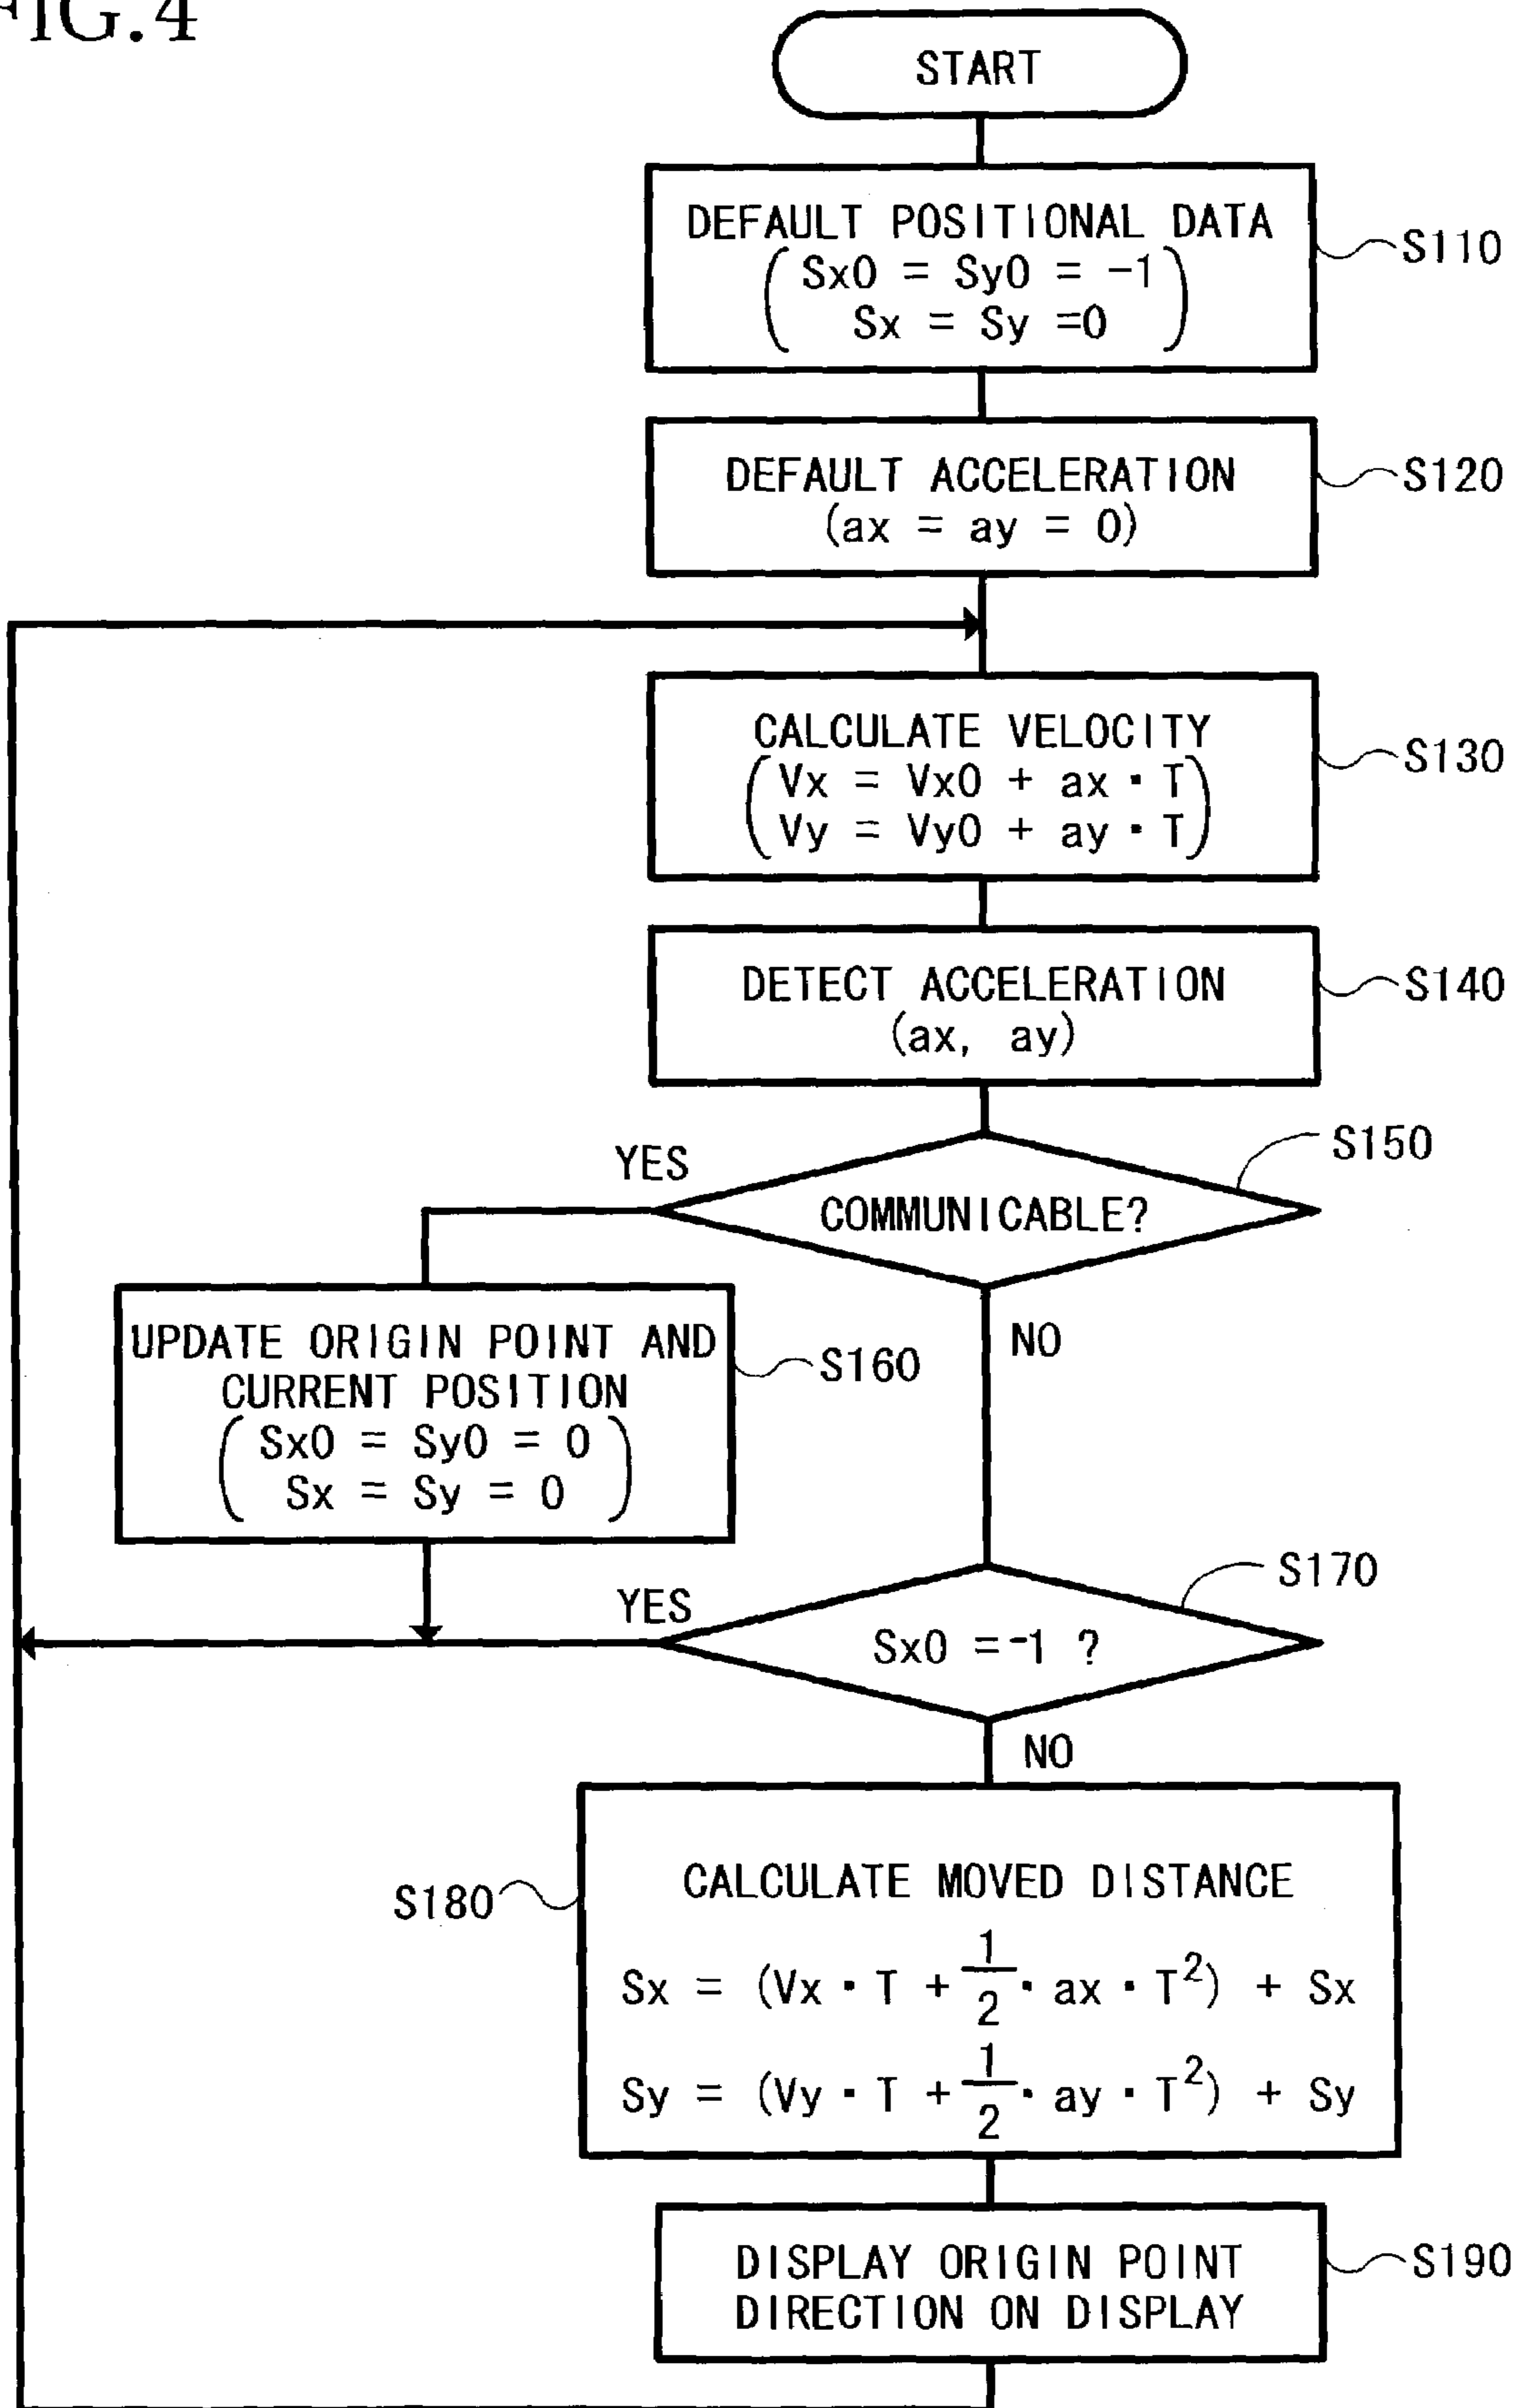 FIG.4
START
DEFAULT POSITIONAL DATA
Sx0 = Sy0 = -1
Sx = Sy =0
S110
DEFAULT ACCELERATION
(ax = ay = 0)
S120
CALCULATE VELOCITY
Vx = Vx0 + ax · T
Vy = Vy0 + ay · T
S130
DETECT ACCELERATION
(ax, ay)
S140
YES
COMMUNICABLE?
S150
NO
UPDATE ORIGIN POINT AND
CURRENT POSITION
Sx0 = Sy0 = 0
Sx = Sy = 0
S160
YES
Sx0 =-1 ?
S170
NO
CALCULATE MOVED DISTANCE
Sx = (Vx · T + 1/2 · ax · T²) + Sx
Sy = (Vy · T + 1/2 · ay · T²) + Sy
S180
DISPLAY ORIGIN POINT
DIRECTION ON DISPLAY
S190